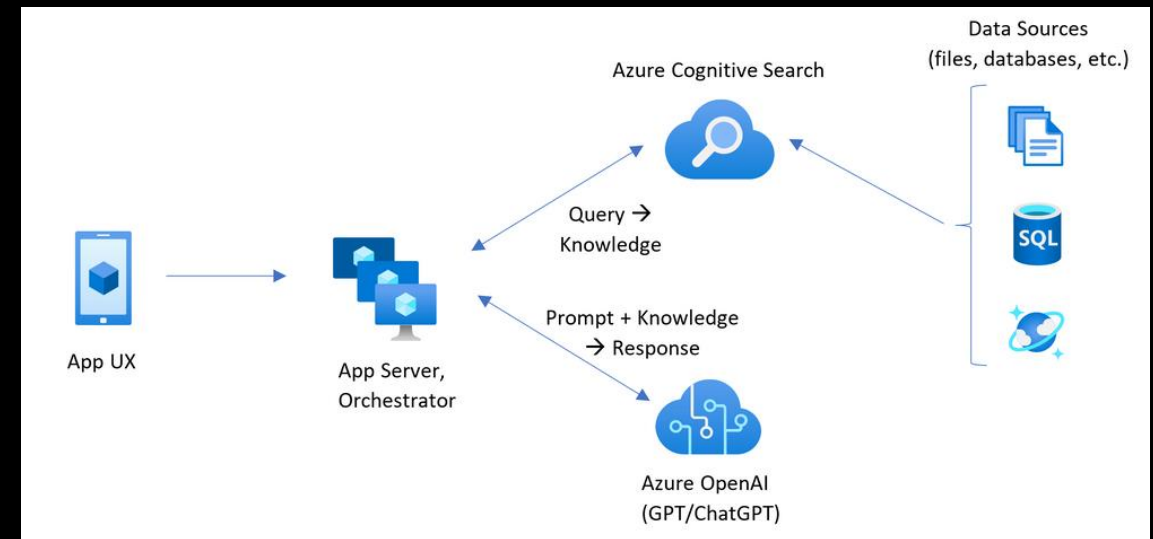 Data Sources
(files, databases, etc.)
Azure Cognitive Search
SQL
Query →
Knowledge
Prompt + Knowledge
→ Response
App UX
App Server,
Orchestrator
Azure OpenAI
(GPT/ChatGPT)